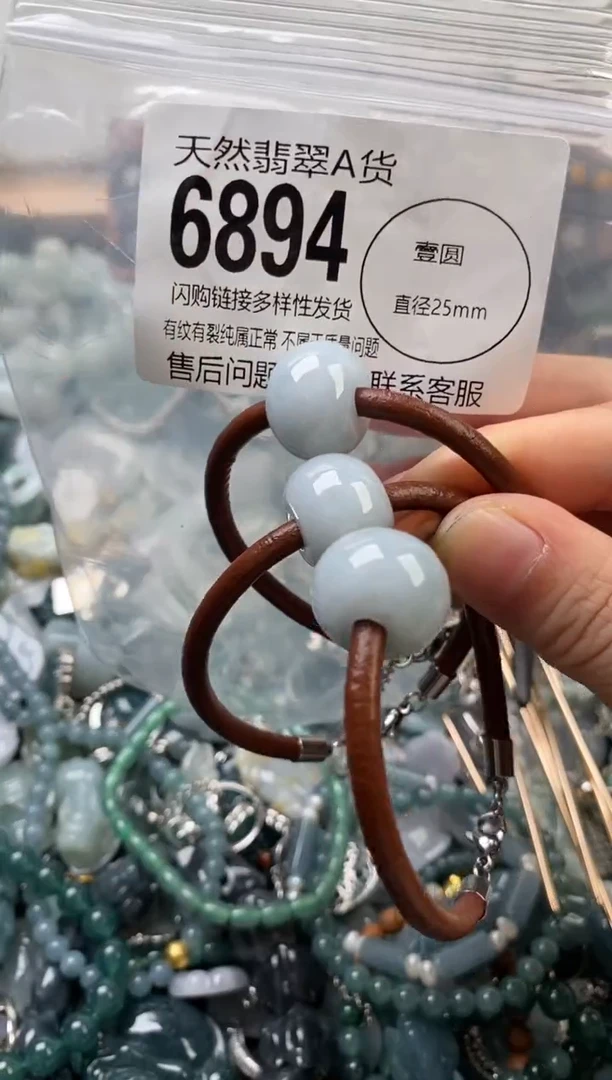 天然翡翠A货
6894
壹圆
直径25mm
闪购链接多样性发货
有纹有裂纯属正常 不属于质量问题
售后问题
联系客服